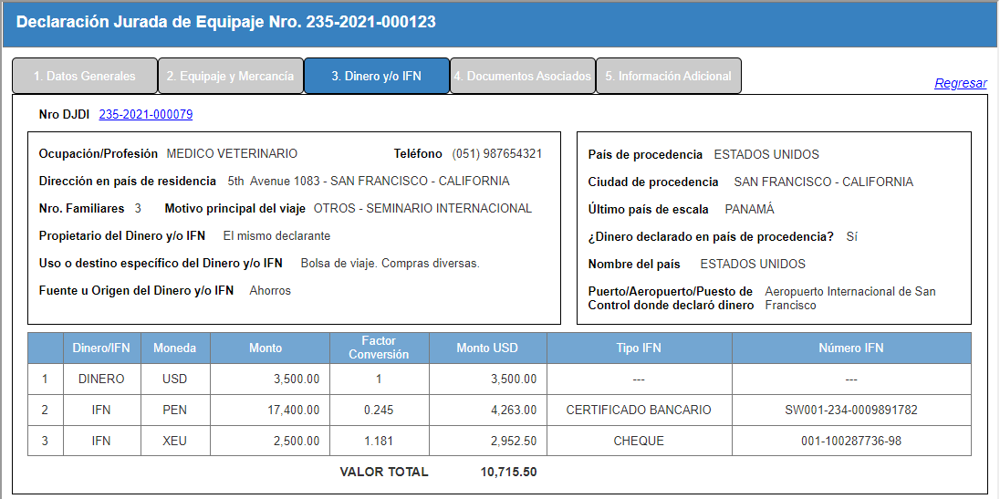 Declaración Jurada de Equipaje Nro. 235-2021-000123
1. Datos Generales 2. Equipaje y Mercancía 3. Dinero y/o IFN 4. Documentos Asociados 5. Información Adicional
Regresar
Nro DJDI 235-2021-000079
Ocupación/Profesión MEDICO VETERINARIO Teléfono (051) 987654321
Dirección en país de residencia 5th Avenue 1083 - SAN FRANCISCO - CALIFORNIA
Nro. Familiares 3 Motivo principal del viaje OTROS - SEMINARIO INTERNACIONAL
Propietario del Dinero y/o IFN El mismo declarante
Uso o destino específico del Dinero y/o IFN Bolsa de viaje. Compras diversas.
Fuente u Origen del Dinero y/o IFN Ahorros
País de procedencia ESTADOS UNIDOS
Ciudad de procedencia SAN FRANCISCO - CALIFORNIA
Último país de escala PANAMÁ
¿Dinero declarado en país de procedencia? Sí
Nombre del país ESTADOS UNIDOS
Puerto/Aeropuerto/Puesto de Aeropuerto Internacional de San
Control donde declaró dinero Francisco
Dinero/IFN Moneda Monto Factor Conversión Monto USD Tipo IFN Número IFN
1 DINERO USD 3,500.00 1 3,500.00 --- ---
2 IFN PEN 17,400.00 0.245 4,263.00 CERTIFICADO BANCARIO SW001-234-0009891782
3 IFN XEU 2,500.00 1.181 2,952.50 CHEQUE 001-100287736-98
VALOR TOTAL 10,715.50